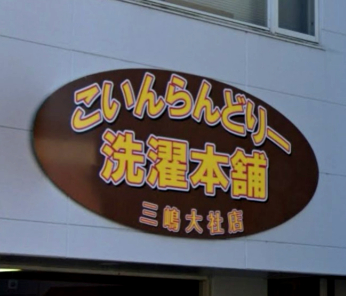 こいんらんどりー
洗濯本舗
三嶋大社店